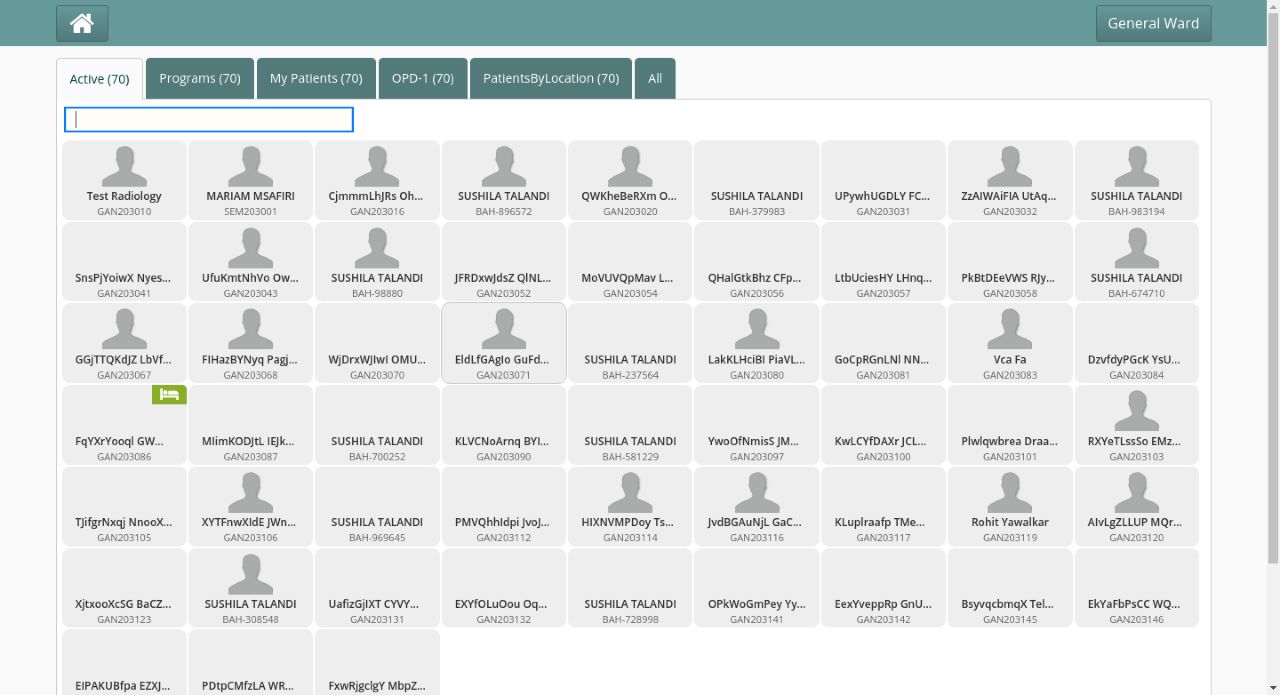 General Ward
Active (70)
Programs (70)
My Patients (70)
OPD-1 (70)
PatientsByLocation (70)
All
Test Radiology
GAN203010
MARIAM MSAFIRI
SEM203001
CjmmmLhJRs Oh...
GAN203016
SUSHILA TALANDI
BAH-896572
QWKheBeRXm O...
GAN203020
SUSHILA TALANDI
BAH-379983
UPywhUGDLY FC...
GAN203031
ZzAIWAiFIA UtAq...
GAN203032
SUSHILA TALANDI
BAH-983194
SnsPjYoiwX Nyes...
GAN203041
UfuKmtNhVo Ow...
GAN203043
SUSHILA TALANDI
BAH-98880
JFRDxwJdsZ QlNL...
GAN203052
MoVUVQpMav L...
GAN203054
QHalGtkBhz CFp...
GAN203056
LtbUciesHY LHnq...
GAN203057
PkBtDEeVWS RJy...
GAN203058
SUSHILA TALANDI
BAH-674710
GGjTTQKdJZ LbVf...
GAN203067
FIHazBYNyq Pagj...
GAN203068
WjDrxWJIwI OMU...
GAN203070
EldLfGAgIo GuFd...
GAN203071
SUSHILA TALANDI
BAH-237564
LakKLHciBI PiaVL...
GAN203080
GoCpRGnLNl NN...
GAN203081
Vca Fa
GAN203083
DzvfdyPGcK YsU...
GAN203084
FqYXrYooql GW...
GAN203086
MIimKODJtL IEJk...
GAN203087
SUSHILA TALANDI
BAH-700252
KLVCNoArnq BYI...
GAN203090
SUSHILA TALANDI
BAH-581229
YwoOfNmisS JM...
GAN203097
KwLCYfDAXr JCL...
GAN203100
Plwlqwbrea Draa...
GAN203101
RXYeTLssSo EMz...
GAN203103
TJifgrNxqj NnooX...
GAN203105
XYTFnwXIdE JWn...
GAN203106
SUSHILA TALANDI
BAH-969645
PMVQhhIdpi JvoJ...
GAN203112
HIXNVMPDoy Ts...
GAN203114
JvdBGAuNjL GaC...
GAN203116
KLuplraafp TMe...
GAN203117
Rohit Yawalkar
GAN203119
AIvLgZLLUP MQr...
GAN203120
XjtxooXcSG BaCZ...
GAN203123
SUSHILA TALANDI
BAH-308548
UafizGjIXT CYVY...
GAN203131
EXYfOLuOou Oq...
GAN203132
SUSHILA TALANDI
BAH-728998
OPkWoGmPey Yy...
GAN203141
EexYveppRp GnU...
GAN203142
BsyvqcbmqX Tel...
GAN203145
EkYaFbPsCC WQ...
GAN203146
EIPAKUBfpa EZXJ...
PDtpCMfzLA WR...
FxwRjgclgY MbpZ...